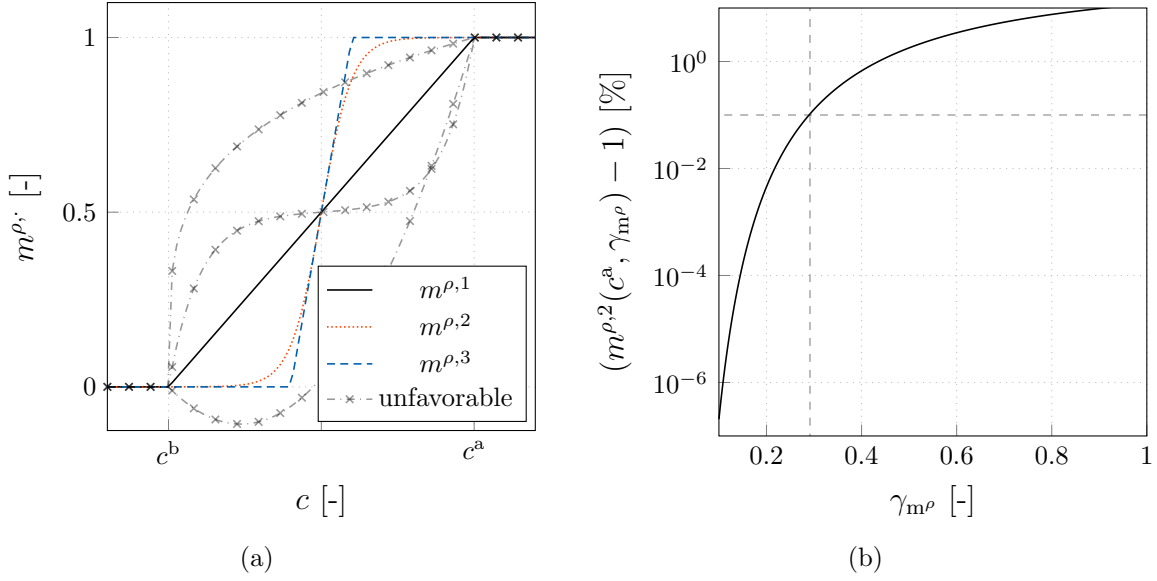 1
0.5
0
m^{ρ,·} [-]
c^b
c^a
c [-]
m^{ρ,1}
m^{ρ,2}
m^{ρ,3}
unfavorable
(a)
10^0
10^{−2}
10^{−4}
10^{−6}
(m^{ρ,2}(c^a, γ_{m^ρ}) − 1) [%]
0.2 0.4 0.6 0.8 1
γ_{m^ρ} [-]
(b)